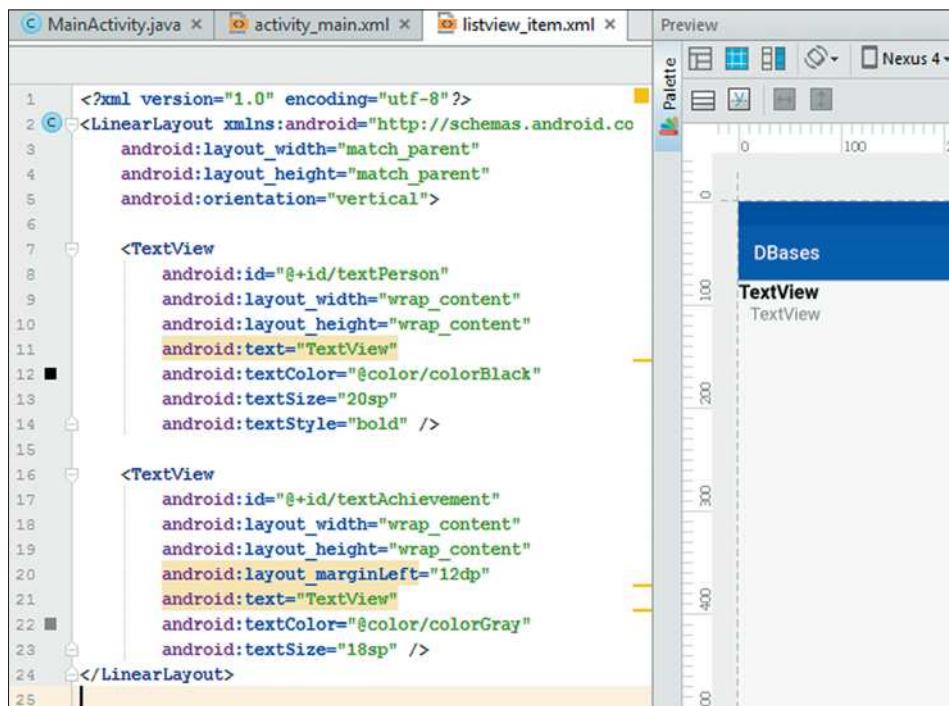 MainActivity.java ×
activity_main.xml ×
listview_item.xml ×
Preview
Palette
Nexus 4
1 <?xml version="1.0" encoding="utf-8"?>
2 <LinearLayout xmlns:android="http://schemas.android.co
3 android:layout_width="match_parent"
4 android:layout_height="match_parent"
5 android:orientation="vertical">
6
7 <TextView
8 android:id="@+id/textPerson"
9 android:layout_width="wrap_content"
10 android:layout_height="wrap_content"
11 android:text="TextView"
12 android:textColor="@color/colorBlack"
13 android:textSize="20sp"
14 android:textStyle="bold" />
15
16 <TextView
17 android:id="@+id/textAchievement"
18 android:layout_width="wrap_content"
19 android:layout_height="wrap_content"
20 android:layout_marginLeft="12dp"
21 android:text="TextView"
22 android:textColor="@color/colorGray"
23 android:textSize="18sp" />
24 </LinearLayout>
25
0 100
0
100
200
300
400
DBases
TextView
TextView